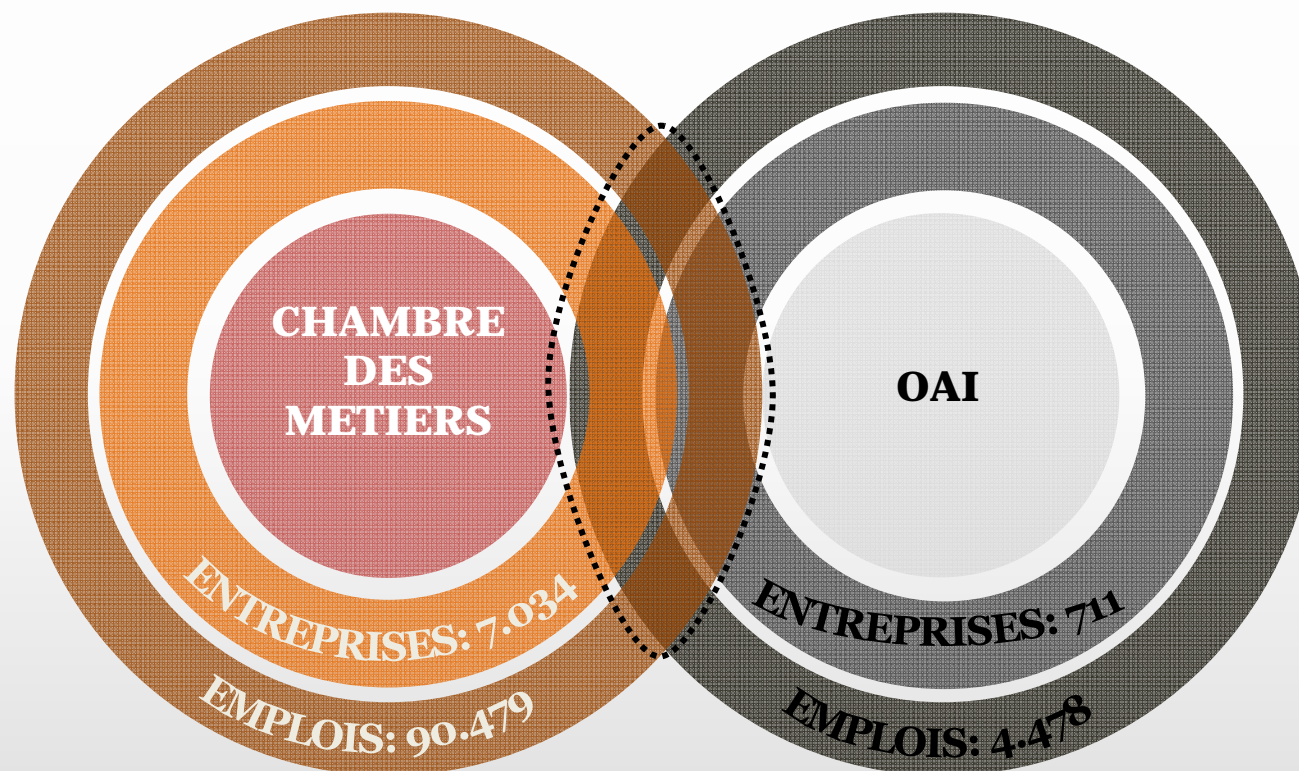 CHAMBRE
DES
METIERS
ENTREPRISES: 7.034
EMPLOIS: 90.479
OAI
ENTREPRISES: 711
EMPLOIS: 4.478